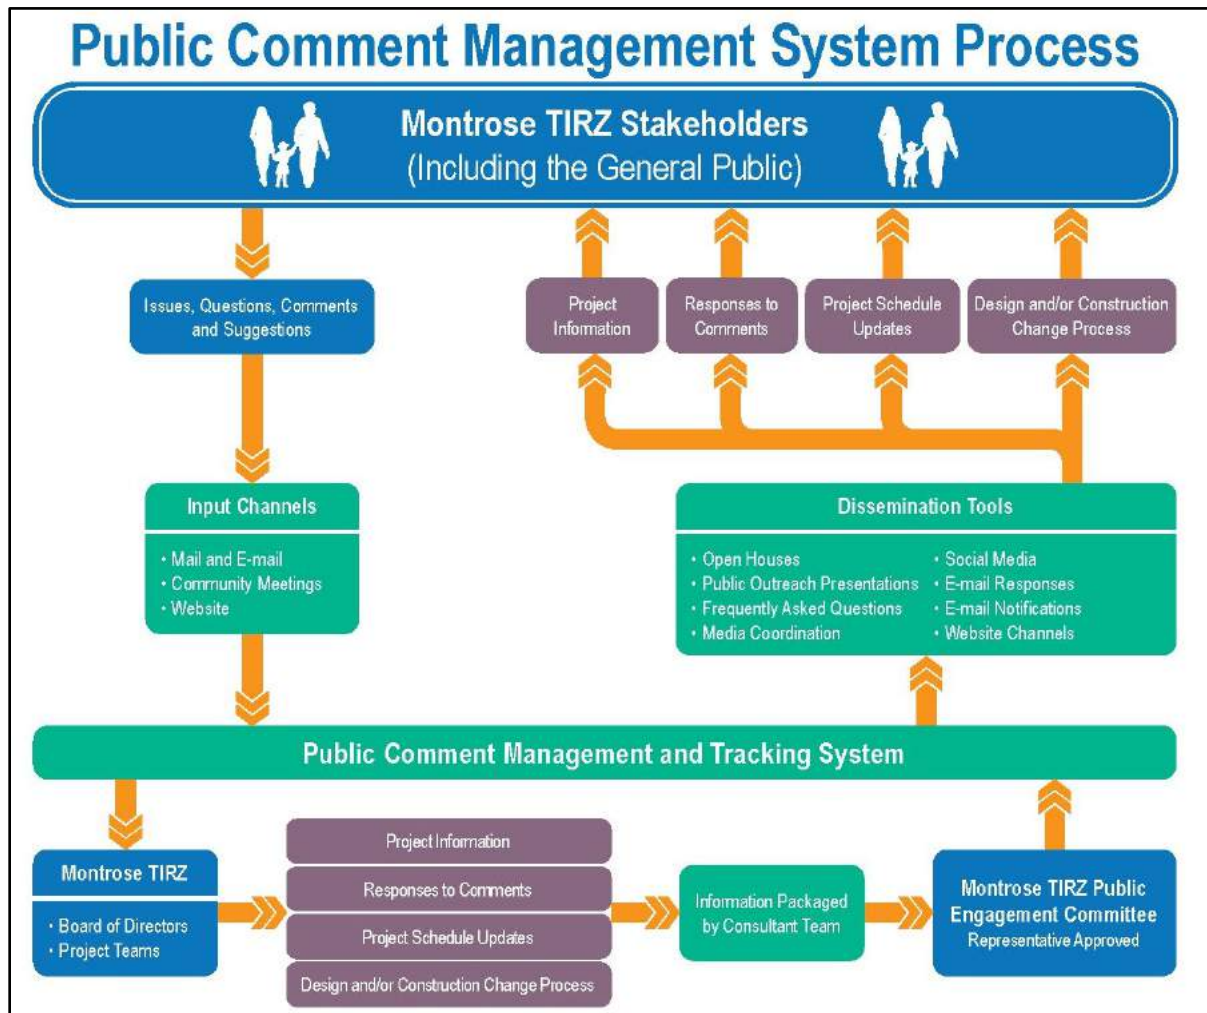 Public Comment Management System Process
Montrose TIRZ Stakeholders
(Including the General Public)
Issues, Questions, Comments
and Suggestions
Project
Information
Responses to
Comments
Project Schedule
Updates
Design and/or Construction
Change Process
Input Channels
• Mail and E-mail
• Community Meetings
• Website
Dissemination Tools
• Open Houses
• Public Outreach Presentations
• Frequently Asked Questions
• Media Coordination
• Social Media
• E-mail Responses
• E-mail Notifications
• Website Channels
Public Comment Management and Tracking System
Montrose TIRZ
• Board of Directors
• Project Teams
Project Information
Responses to Comments
Project Schedule Updates
Design and/or Construction Change Process
Information Packaged
by Consultant Team
Montrose TIRZ Public
Engagement Committee
Representative Approved